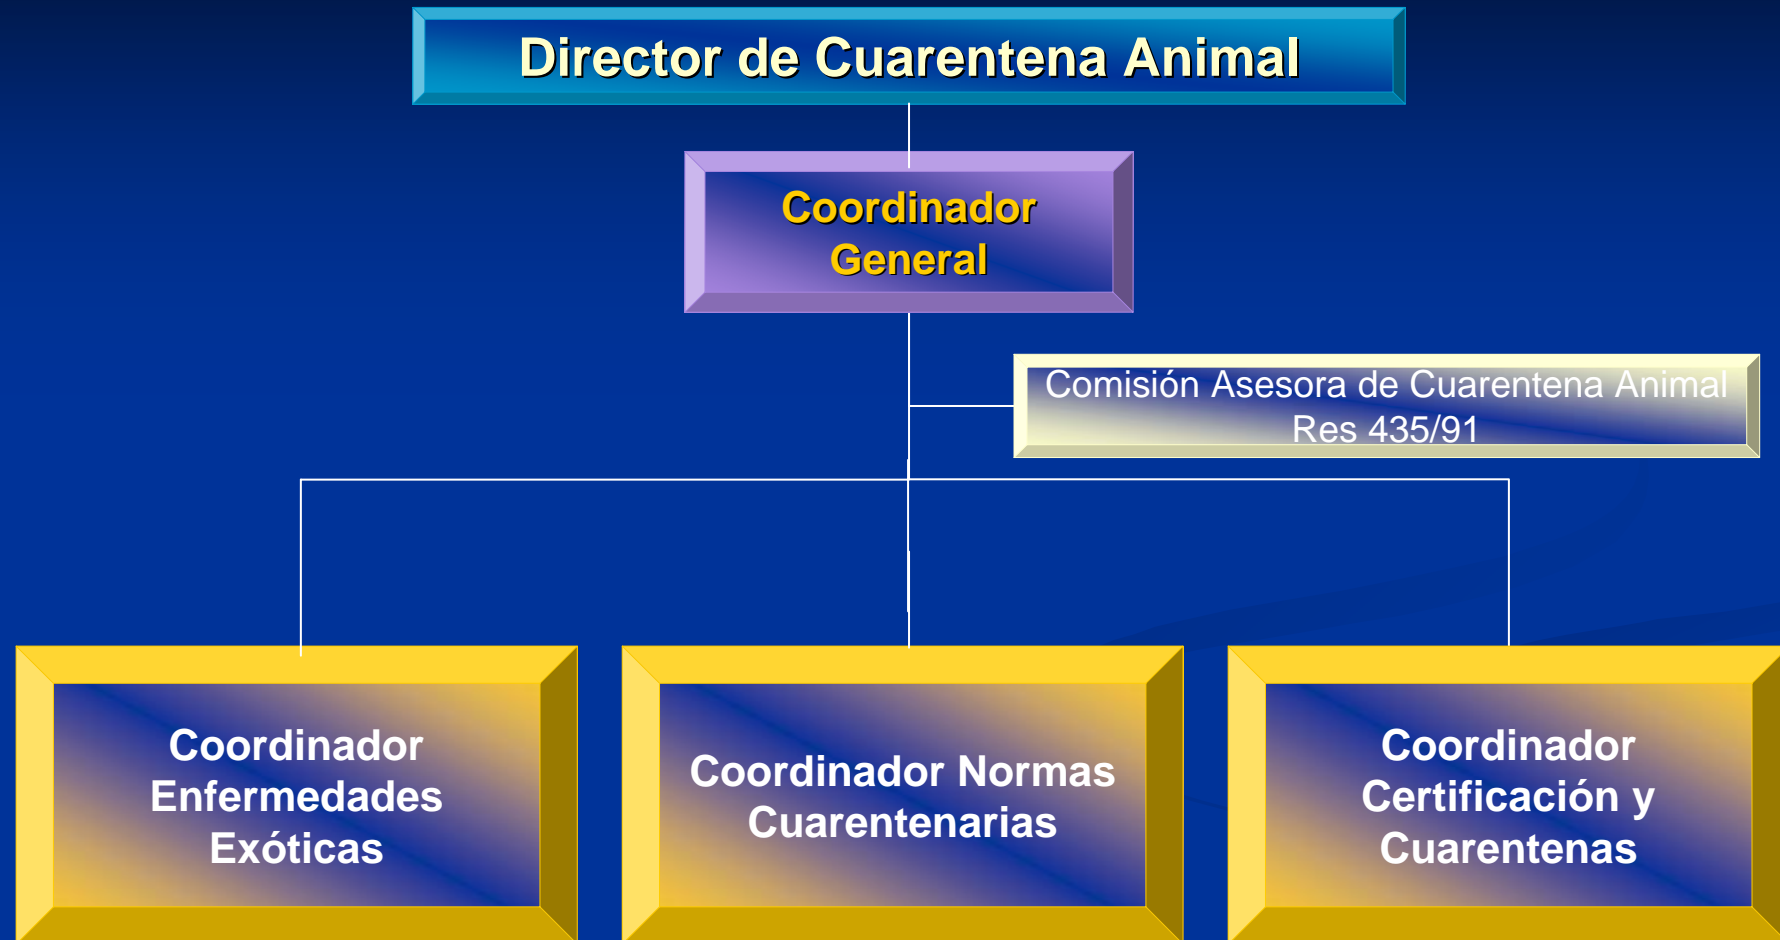 Director de Cuarentena Animal
Coordinador
General
Comisión Asesora de Cuarentena Animal
Res 435/91
Coordinador
Enfermedades
Exóticas
Coordinador Normas
Cuarentenarias
Coordinador
Certificación y
Cuarentenas